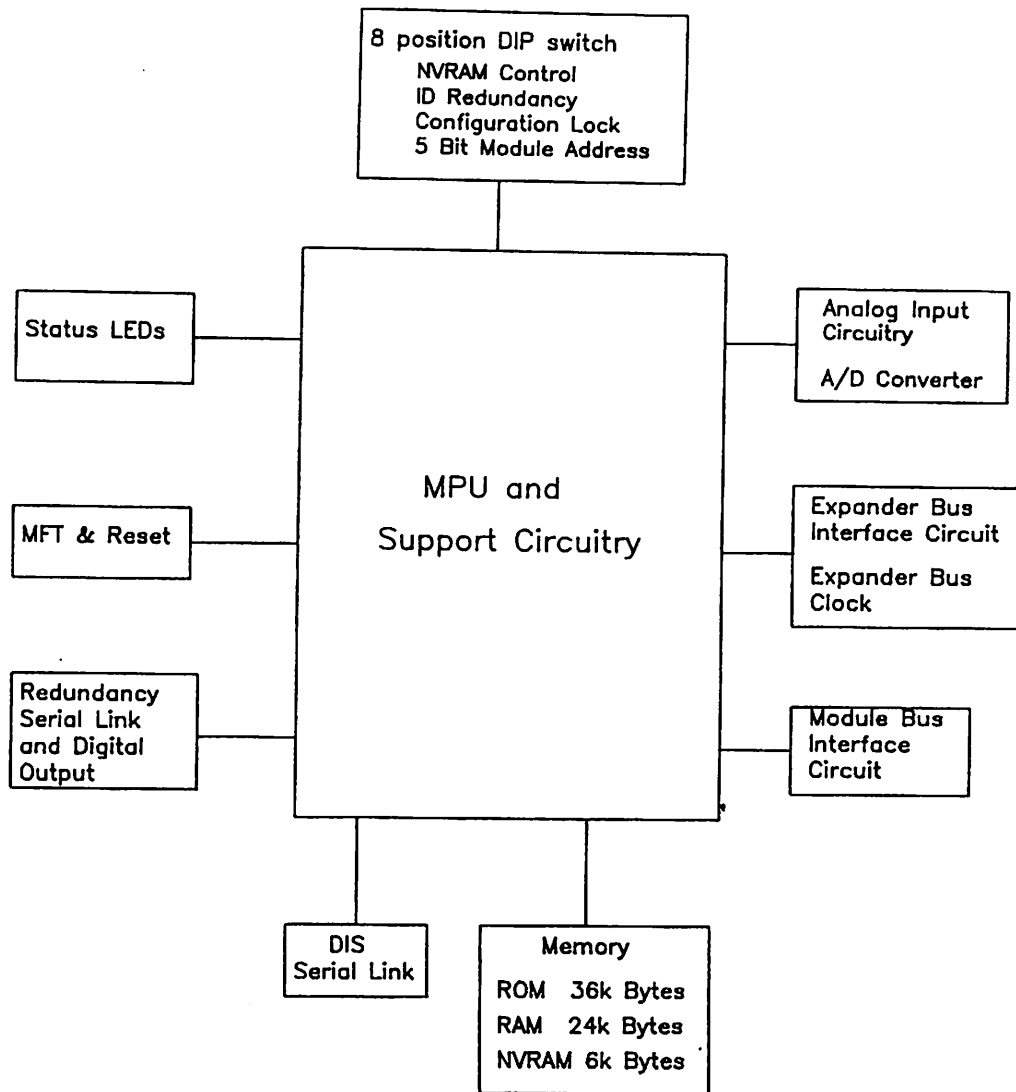 8 position DIP switch
NVRAM Control
ID Redundancy
Configuration Lock
5 Bit Module Address
Status LEDs
MFT & Reset
Redundancy
Serial Link
and Digital
Output
MPU and
Support Circuitry
Analog Input
Circuitry
A/D Converter
Expander Bus
Interface Circuit
Expander Bus
Clock
Module Bus
Interface
Circuit
DIS
Serial Link
Memory
ROM 36k Bytes
RAM 24k Bytes
NVRAM 6k Bytes